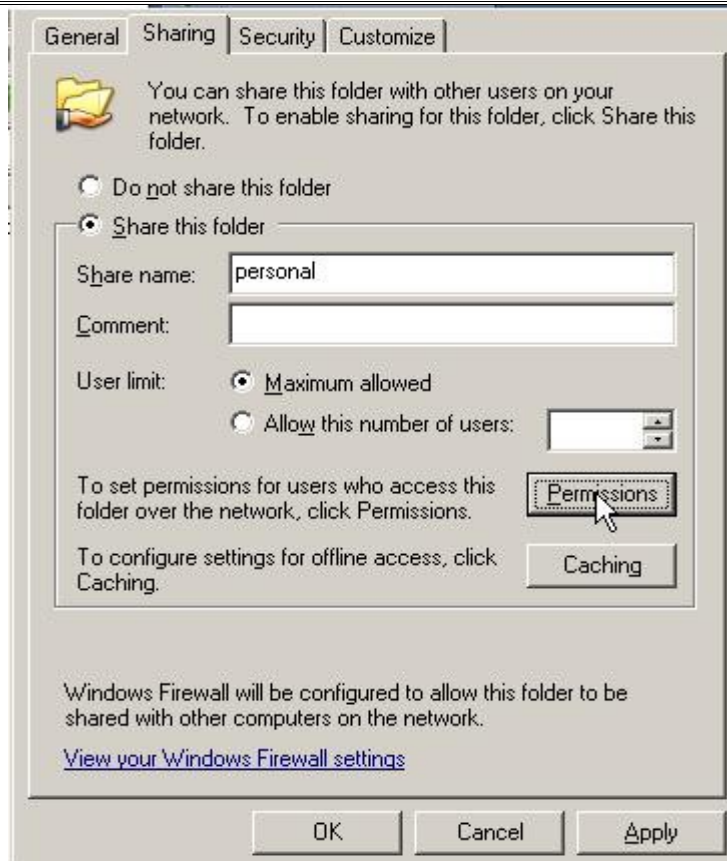 General Sharing Security Customize
You can share this folder with other users on your
network. To enable sharing for this folder, click Share this
folder.
Do not share this folder
Share this folder
Share name: personal
Comment:
User limit: Maximum allowed
Allow this number of users:
To set permissions for users who access this
folder over the network, click Permissions.
Permissions
To configure settings for offline access, click
Caching.
Caching
Windows Firewall will be configured to allow this folder to be
shared with other computers on the network.
View your Windows Firewall settings
OK Cancel Apply